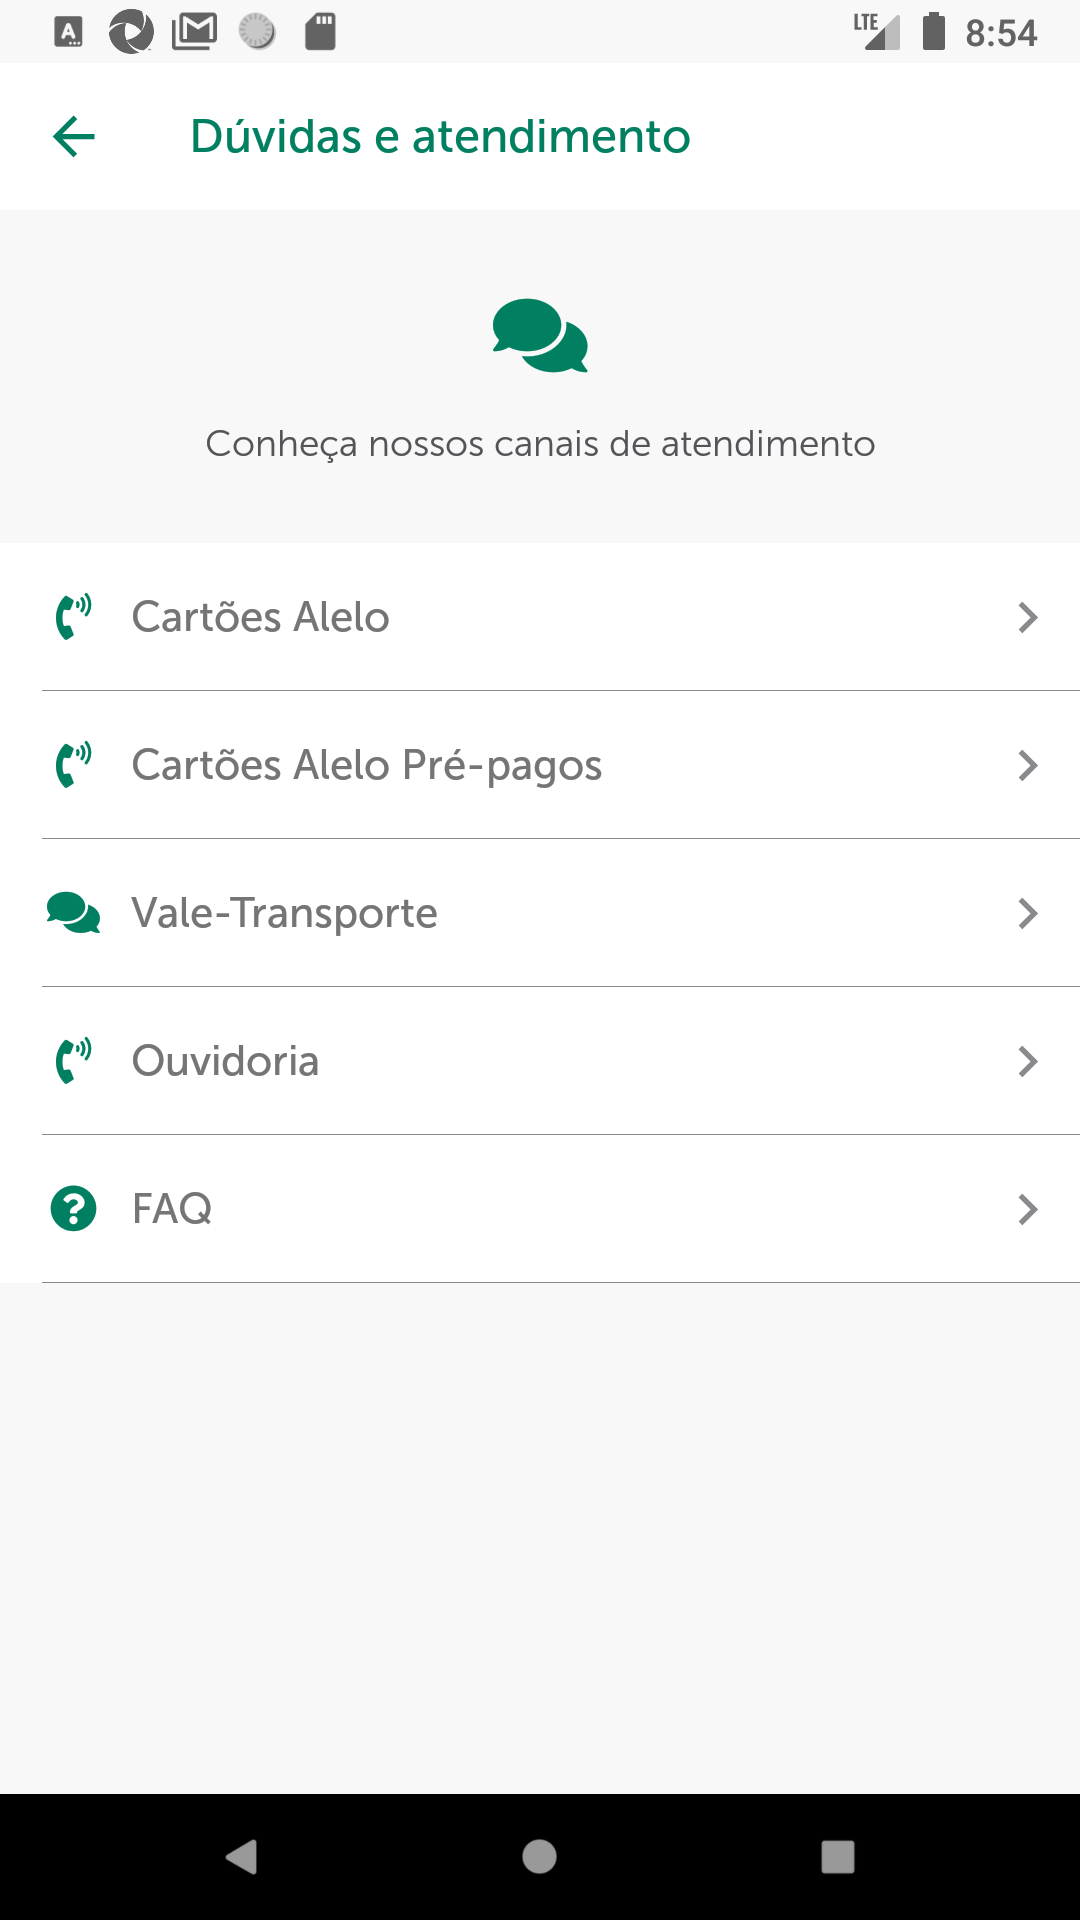 LTE 8:54
Dúvidas e atendimento
Conheça nossos canais de atendimento
Cartões Alelo
Cartões Alelo Pré-pagos
Vale-Transporte
Ouvidoria
FAQ